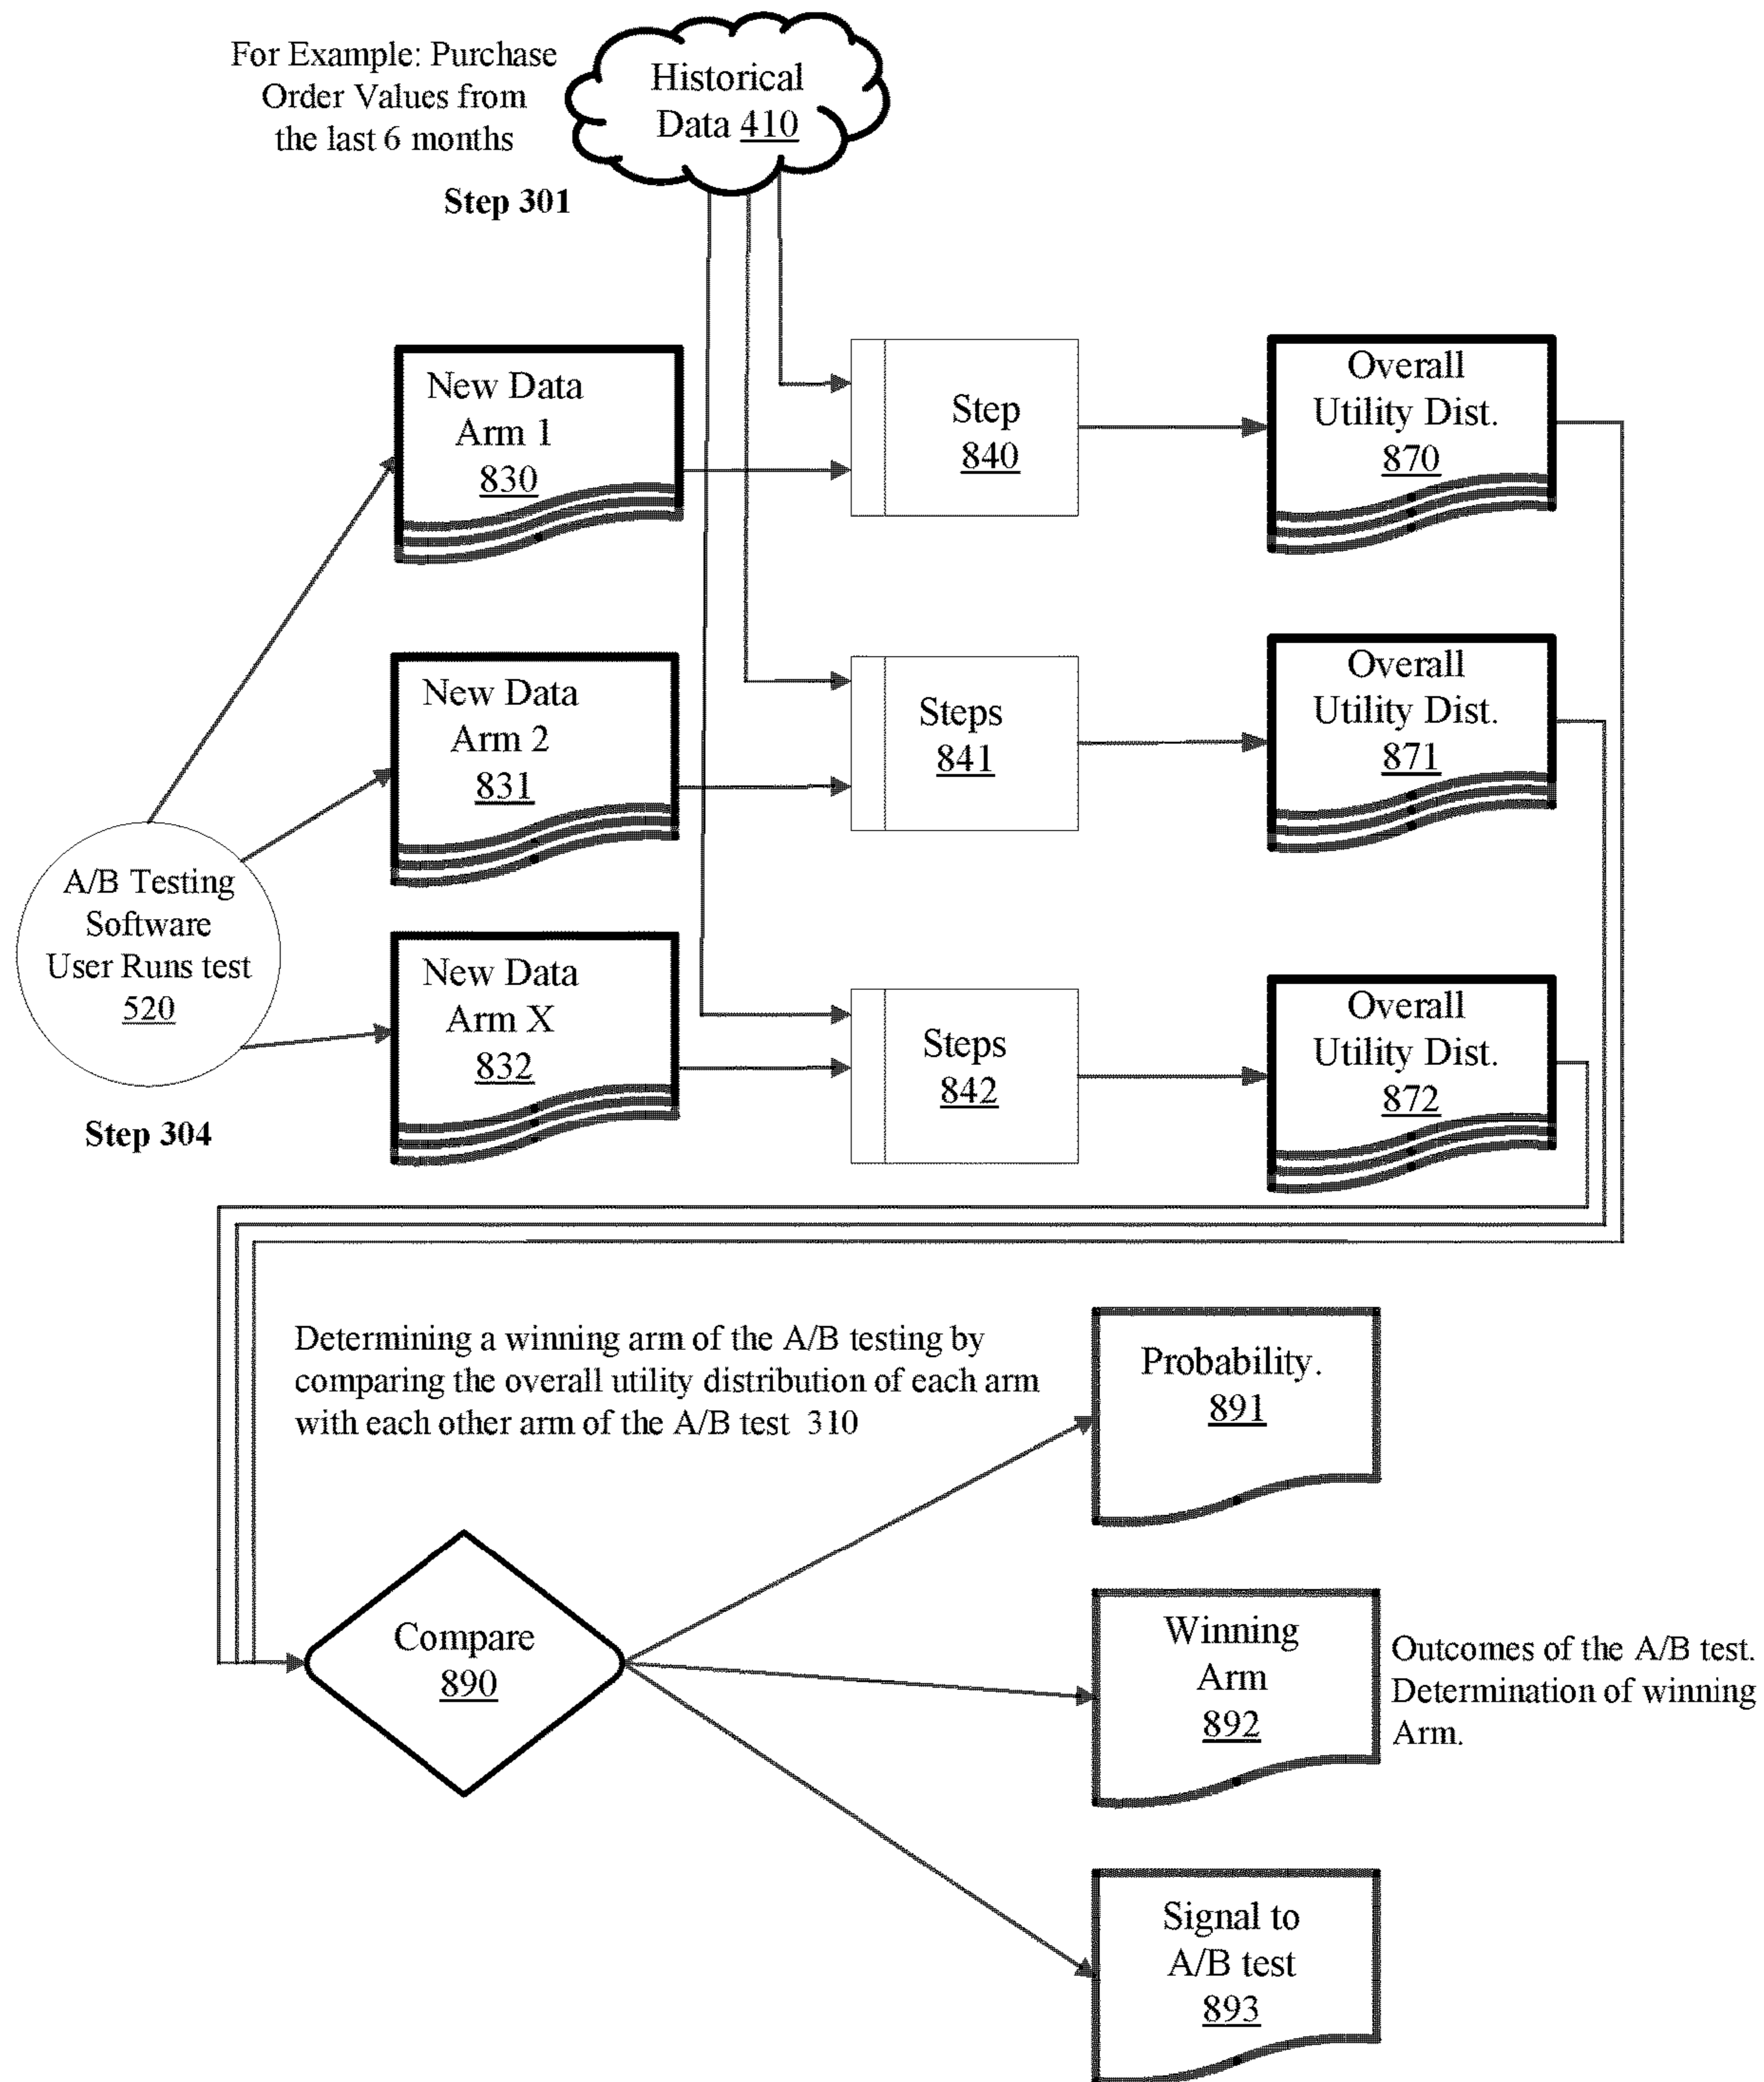 For Example: Purchase
Order Values from
the last 6 months
Historical
Data 410
Step 301
New Data
Arm 1
830
Step
840
Overall
Utility Dist.
870
New Data
Arm 2
831
Steps
841
Overall
Utility Dist.
871
A/B Testing
Software
User Runs test
520
New Data
Arm X
832
Steps
842
Overall
Utility Dist.
872
Step 304
Determining a winning arm of the A/B testing by
comparing the overall utility distribution of each arm
with each other arm of the A/B test 310
Probability.
891
Compare
890
Winning
Arm
892
Outcomes of the A/B test.
Determination of winning
Arm.
Signal to
A/B test
893